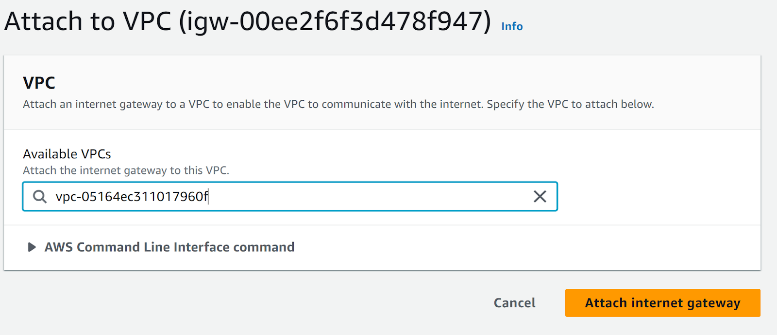 Attach to VPC (igw-00ee2f6f3d478f947) Info
VPC
Attach an internet gateway to a VPC to enable the VPC to communicate with the internet. Specify the VPC to attach below.
Available VPCs
Attach the internet gateway to this VPC.
vpc-05164ec311017960f
AWS Command Line Interface command
Cancel Attach internet gateway